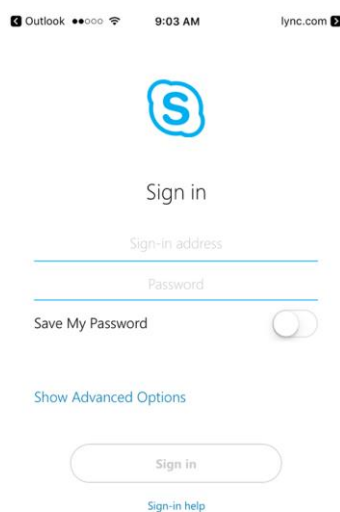 Outlook 9:03 AM lync.com
S
Sign in
Sign-in address
Password
Save My Password
Show Advanced Options
Sign in
Sign-in help